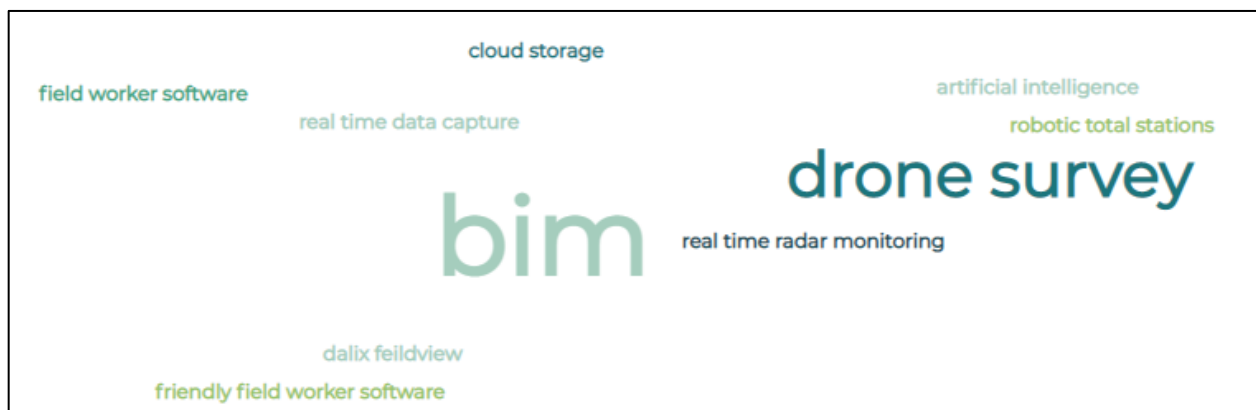 cloud storage
field worker software
artificial intelligence
real time data capture
robotic total stations
drone survey
bim
real time radar monitoring
dalix feildview
friendly field worker software